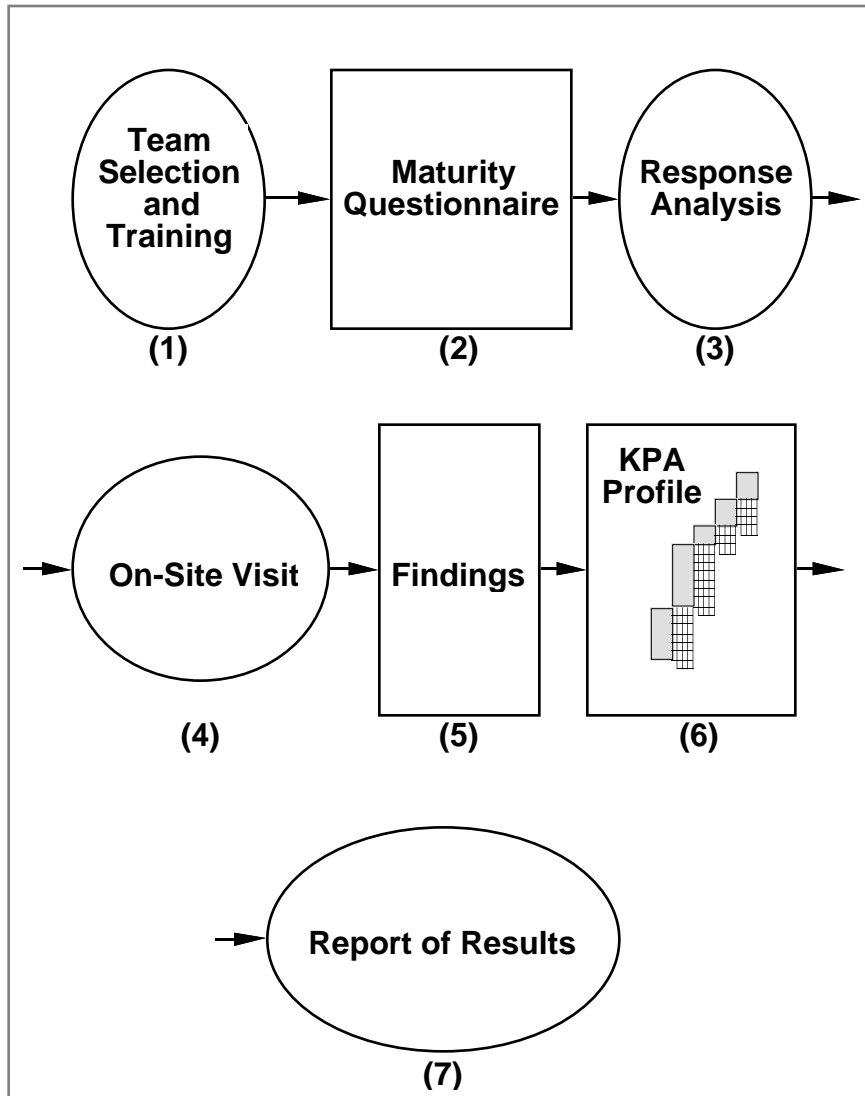 Team
Selection
and
Training
(1)
Maturity
Questionnaire
(2)
Response
Analysis
(3)
On-Site Visit
(4)
Findings
(5)
KPA
Profile
(6)
Report of Results
(7)